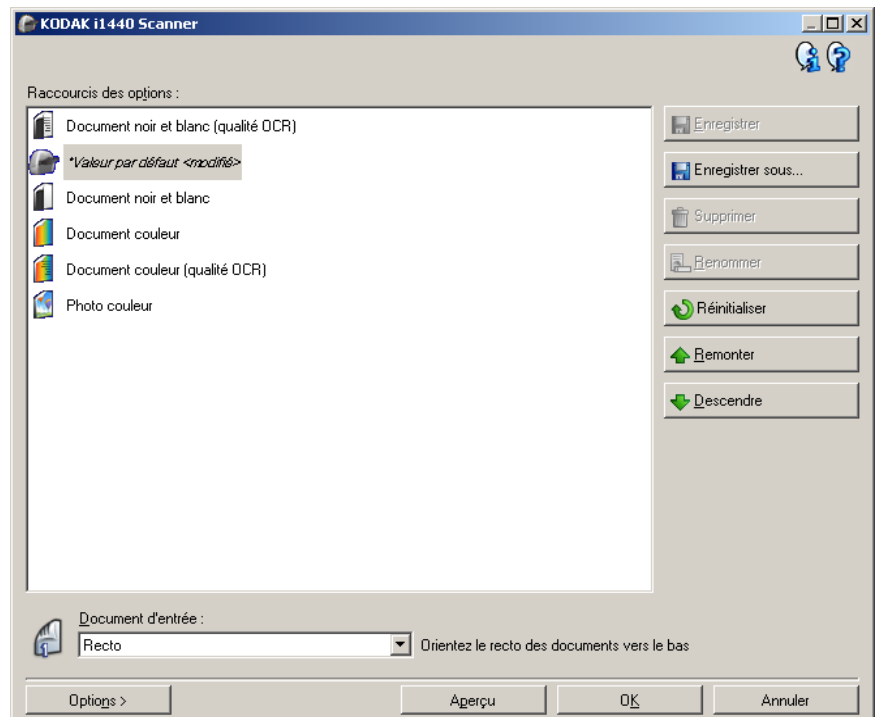 KODAK i1440 Scanner
Raccourcis des options :
Document noir et blanc (qualité OCR)
*Valeur par défaut <modifié>
Document noir et blanc
Document couleur
Document couleur (qualité OCR)
Photo couleur
Enregistrer
Enregistrer sous...
Supprimer
Renommer
Réinitialiser
Remonter
Descendre
Document d'entrée :
Recto
Orientez le recto des documents vers le bas
Options >
Aperçu
OK
Annuler